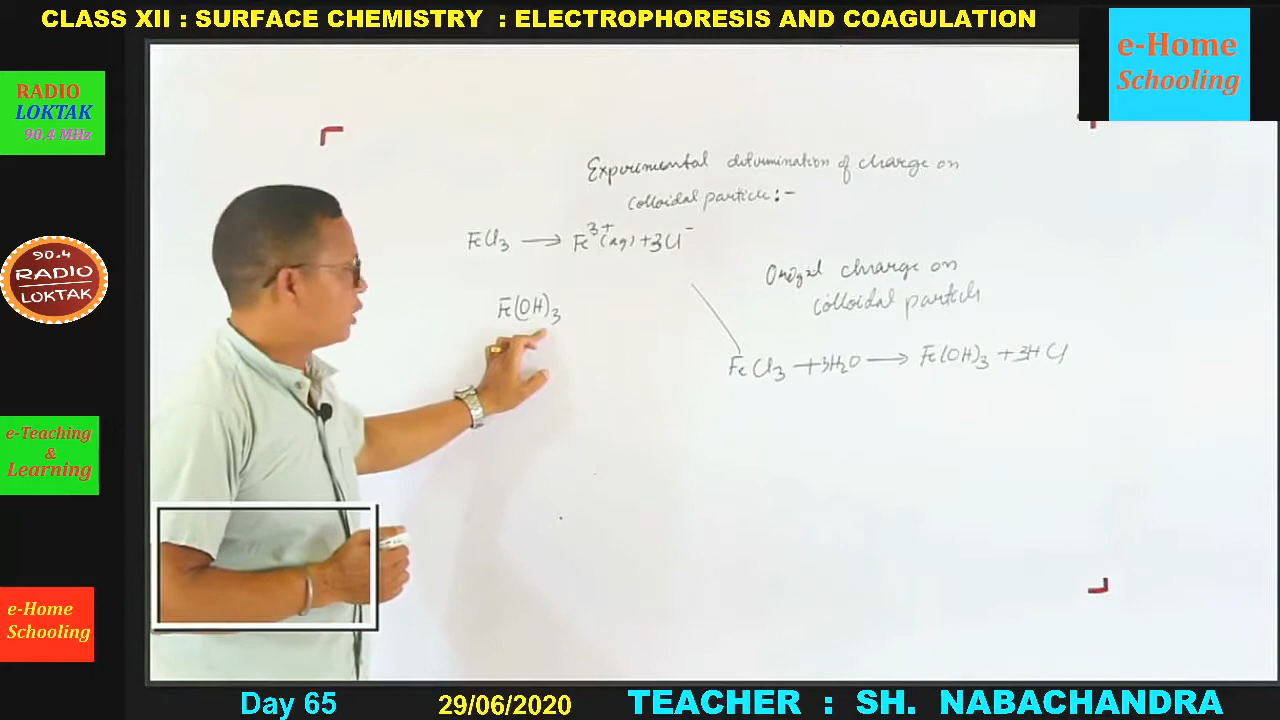 CLASS XII : SURFACE CHEMISTRY : ELECTROPHORESIS AND COAGULATION
e-Home
Schooling
RADIO
LOKTAK
90.4 MHz
Experimental determination of charge on
colloidal particle:-
FeCl3 ⟶ Fe3+(aq)+3Cl-
charge on
colloidal particle
Fe(OH)3
FeCl3 +3H2O ⟶ Fe(OH)3 +3HCl
90.4
RADIO
LOKTAK
e-Teaching
&
Learning
e-Home
Schooling
Day 65
29/06/2020
TEACHER : SH. NABACHANDRA